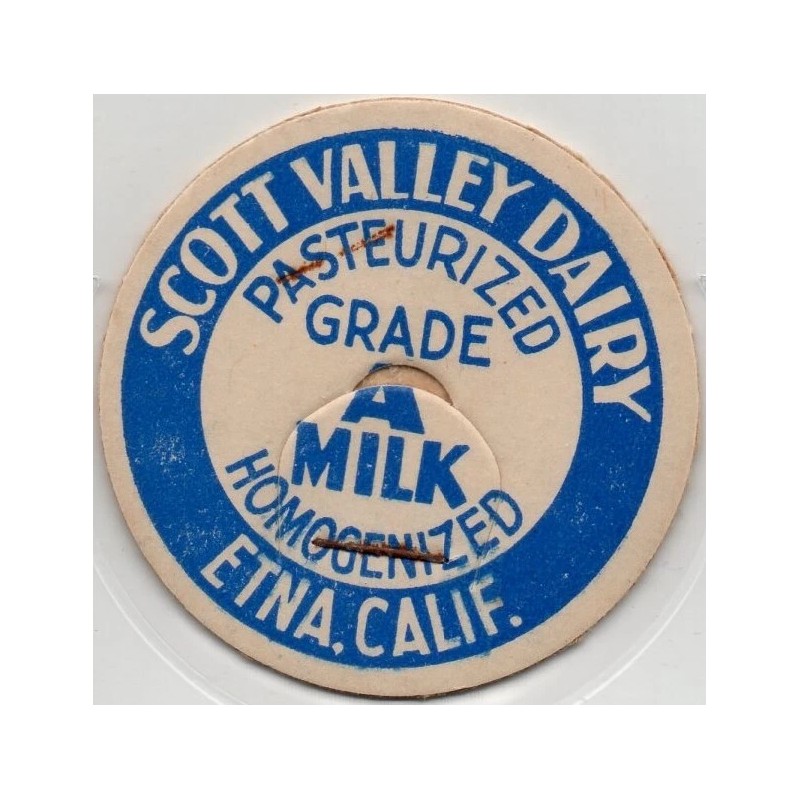 SCOTT VALLEY DAIRY
PASTEURIZED
GRADE
A
MILK
HOMOGENIZED
ETNA, CALIF.